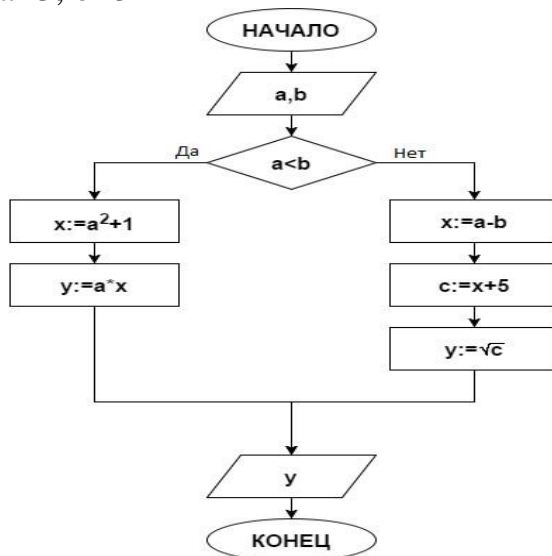 НАЧАЛО
a,b
Да
a<b
Нет
x:=a²+1
x:=a-b
y:=a*x
c:=x+5
y:=√c
y
КОНЕЦ